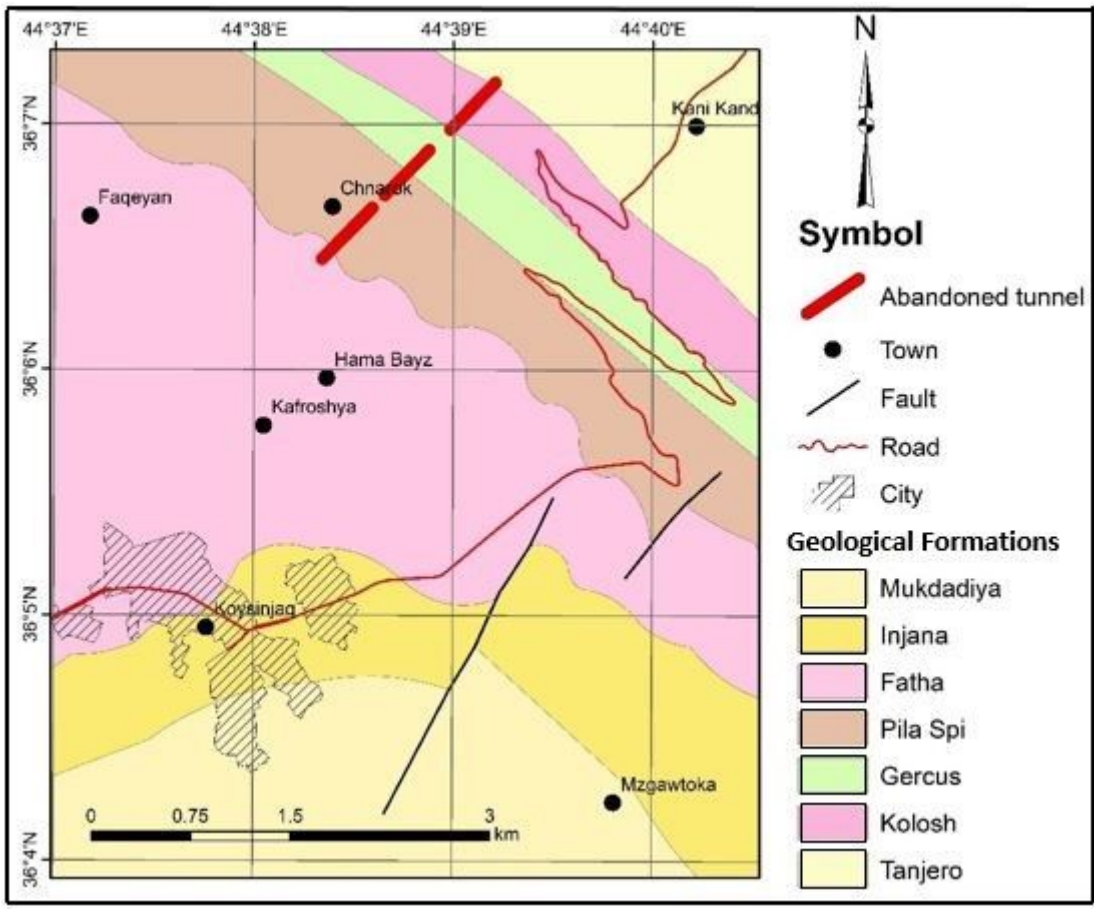 44°37'E 44°38'E 44°39'E 44°40'E
N
36°7'N
36°6'N
36°5'N
36°4'N
Kani Kand
Chnarok
Faqeyan
Hama Bayz
Kafroshya
Koysinjaq
Mzgawtoka
0 0.75 1.5 3
km
Symbol
Abandoned tunnel
Town
Fault
Road
City
Geological Formations
Mukdadiya
Injana
Fatha
Pila Spi
Gercus
Kolosh
Tanjero